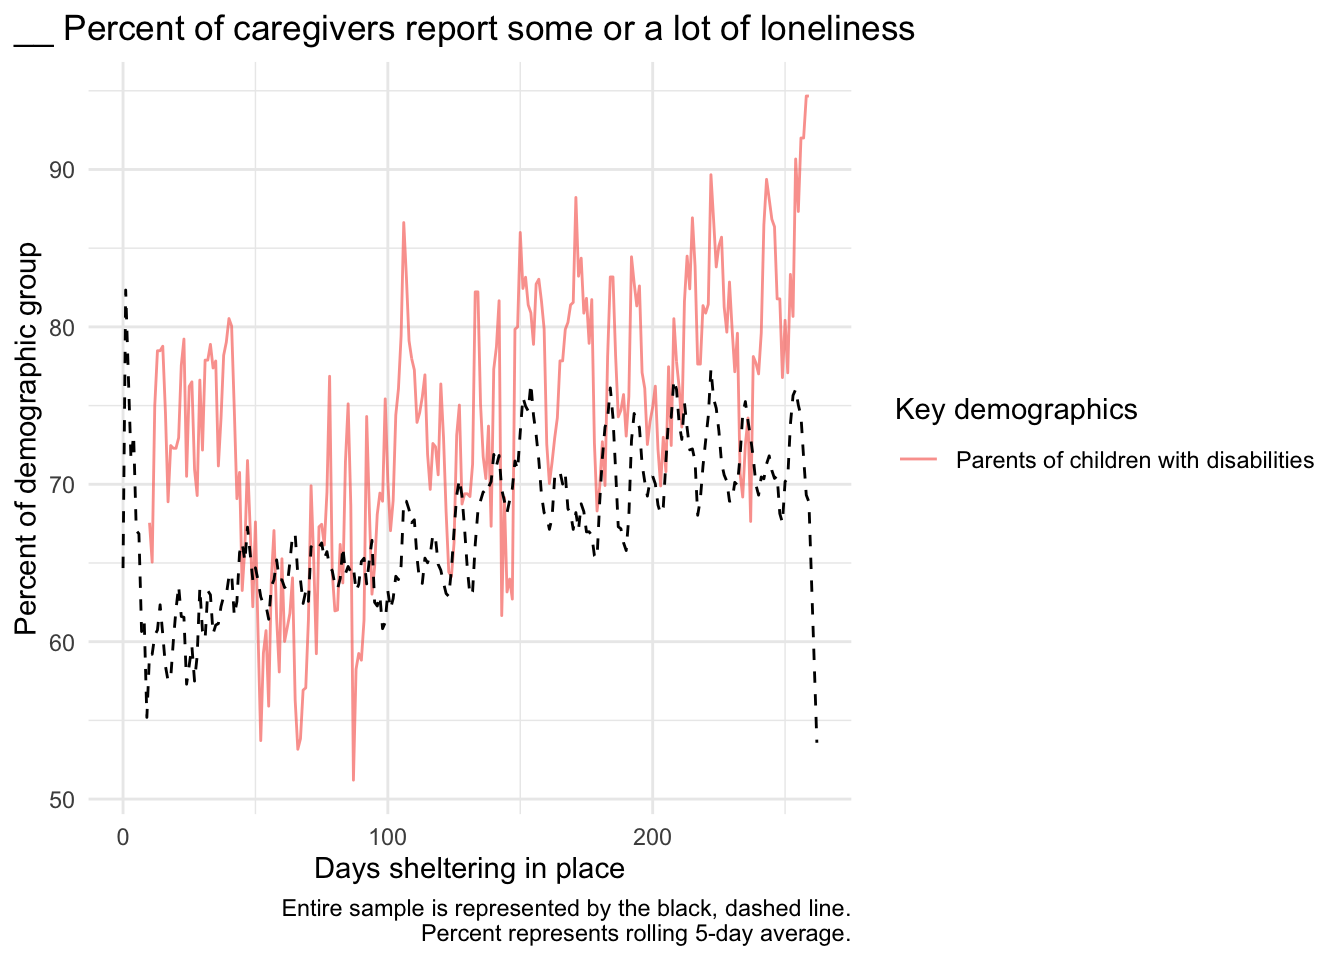 __ Percent of caregivers report some or a lot of loneliness
Percent of demographic group
90
80
70
60
50
0
100
200
Days sheltering in place
Key demographics
Parents of children with disabilities
Entire sample is represented by the black, dashed line.
Percent represents rolling 5-day average.